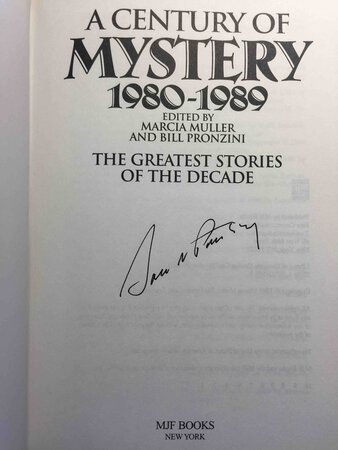 A CENTURY OF
MYSTERY
1980-1989
EDITED BY
MARCIA MULLER
AND BILL PRONZINI
THE GREATEST STORIES
OF THE DECADE
MJF BOOKS
NEW YORK